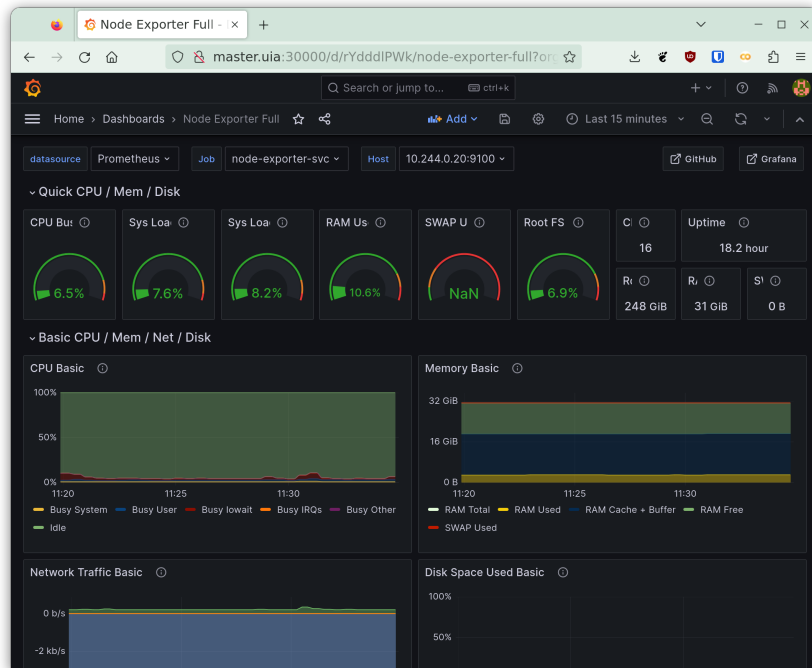 Node Exporter Full -
master.uia:30000/d/rYdddlPWk/node-exporter-full?or
Search or jump to... ctrl+k
Home › Dashboards › Node Exporter Full Add Last 15 minutes
datasource Prometheus Job node-exporter-svc Host 10.244.0.20:9100 GitHub Grafana
Quick CPU / Mem / Disk
CPU Bus Sys Loa Sys Loa RAM Us SWAP U Root FS Uptime
16 18.2 hour
6.5% 7.6% 8.2% 10.6% NaN 6.9%
248 GiB 31 GiB 0 B
Basic CPU / Mem / Net / Disk
CPU Basic
100%
50%
0%
11:20 11:25 11:30
Busy System Busy User Busy Iowait Busy IRQs Busy Other
Idle
Memory Basic
32 GiB
16 GiB
0 B
11:20 11:25 11:30
RAM Total RAM Used RAM Cache + Buffer RAM Free
SWAP Used
Network Traffic Basic
0 b/s
-2 kb/s
Disk Space Used Basic
100%
50%